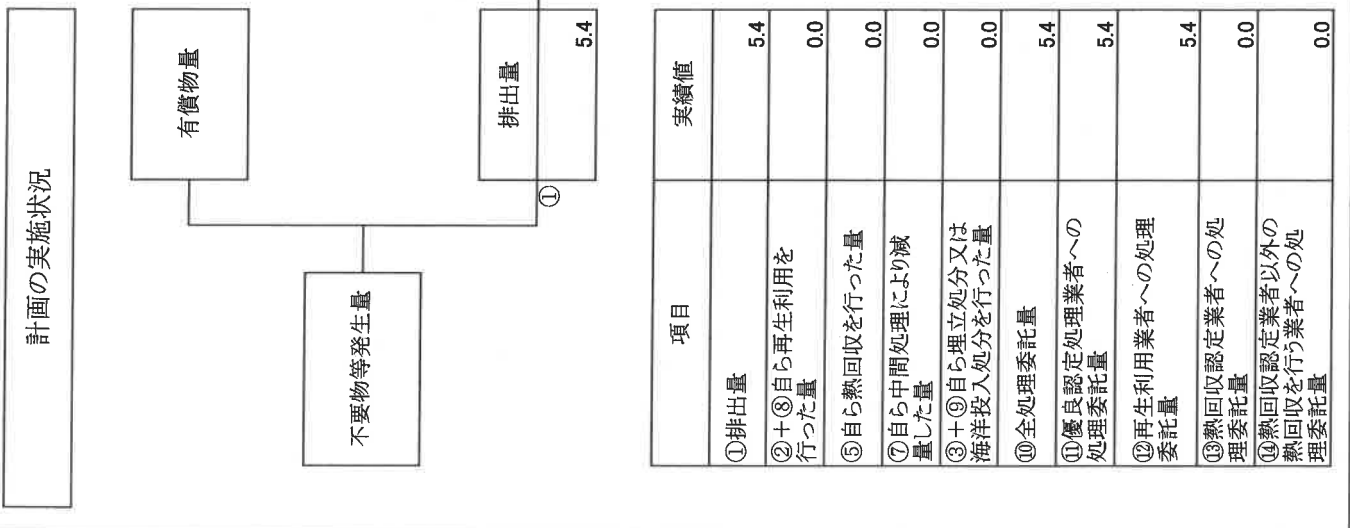 計画の実施状況
有償物量
不要物等発生量
排出量
①
5.4
項目
実績値
①排出量
5.4
②+⑧自ら再生利用を
行った量
0.0
⑤自ら熱回収を行った量
0.0
⑦自ら中間処理により減
量した量
0.0
③+⑨自ら埋立処分又は
海洋投入処分を行った量
0.0
⑩全処理委託量
5.4
⑪優良認定処理業者への
処理委託量
5.4
⑫再生利用業者への処理
委託量
5.4
⑬熱回収認定業者への処
理委託量
0.0
⑭熱回収認定業者以外の
熱回収を行う業者への処
理委託量
0.0